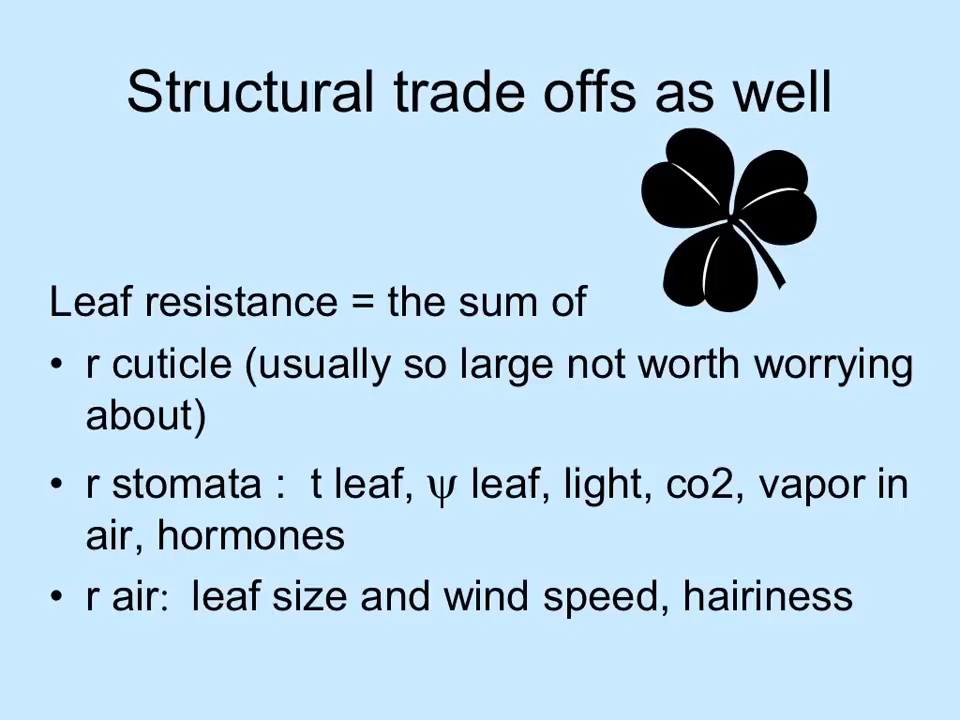 Structural trade offs as well
Leaf resistance = the sum of
• r cuticle (usually so large not worth worrying
about)
• r stomata :  t leaf, ψ leaf, light, co2, vapor in
air, hormones
• r air:  leaf size and wind speed, hairiness